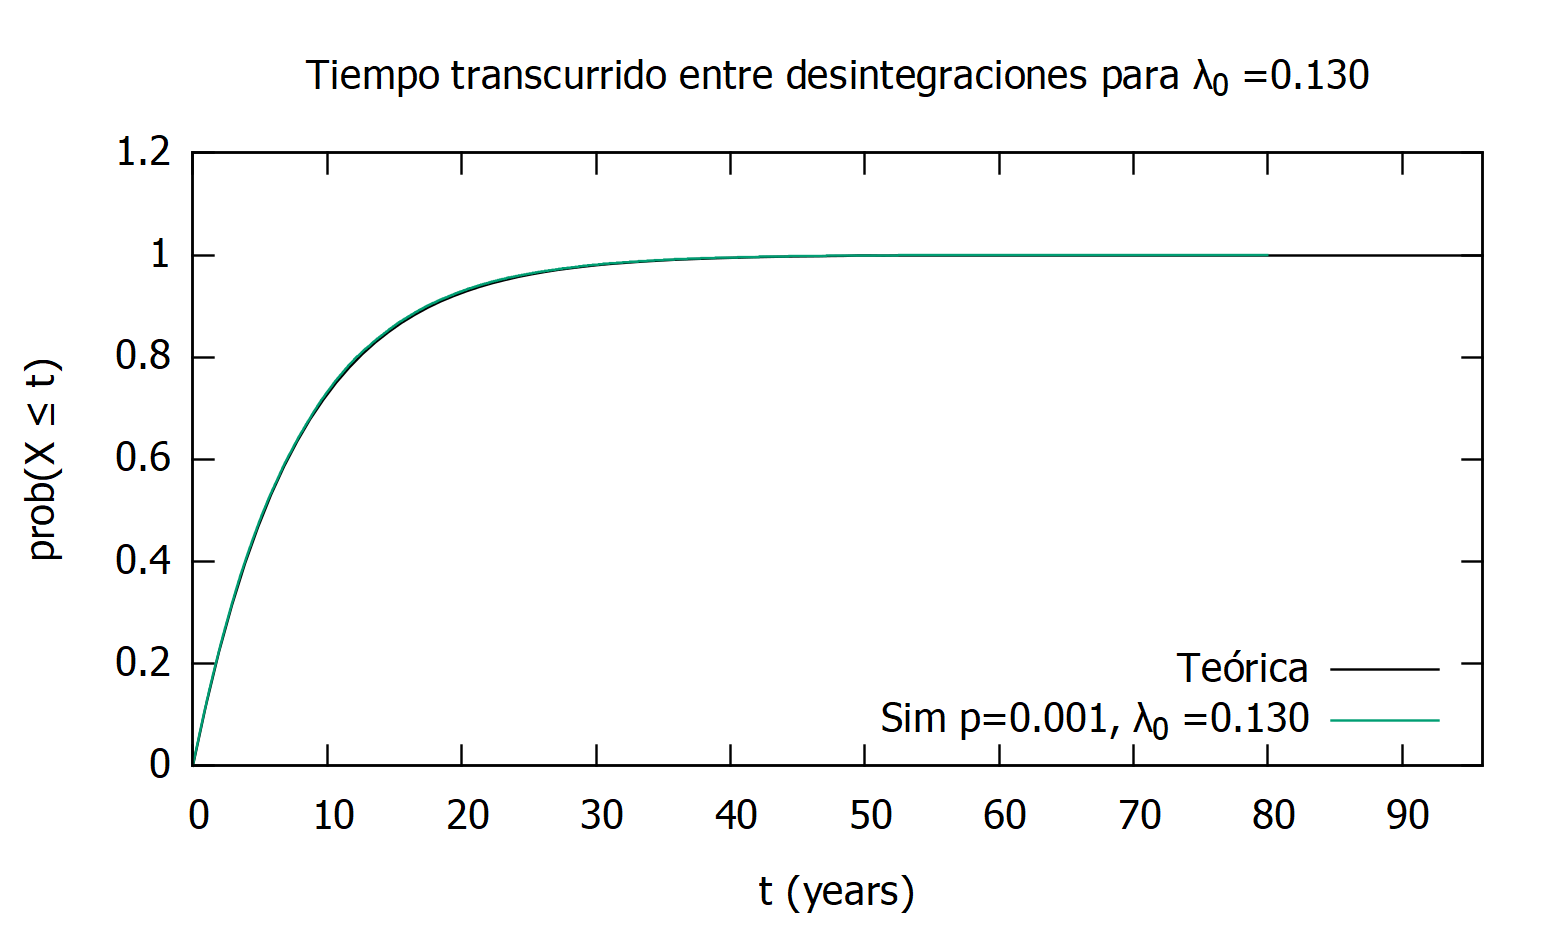 Tiempo transcurrido entre desintegraciones para λ₀ =0.130
1.2
1
0.8
0.6
0.4
0.2
0
prob(X ≤ t)
Teórica
Sim p=0.001, λ₀ =0.130
0 10 20 30 40 50 60 70 80 90
t (years)